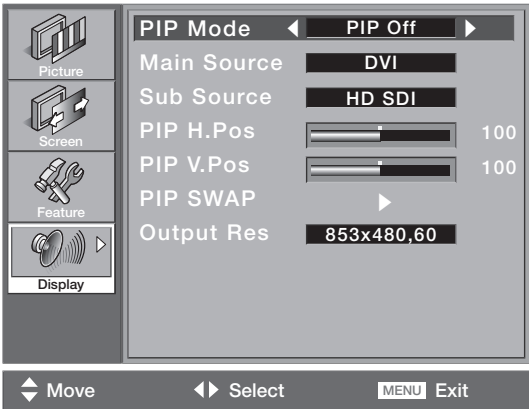 Picture
Screen
Feature
Display
PIP Mode PIP Off
Main Source DVI
Sub Source HD SDI
PIP H.Pos 100
PIP V.Pos 100
PIP SWAP
Output Res 853x480,60
Move Select MENU Exit